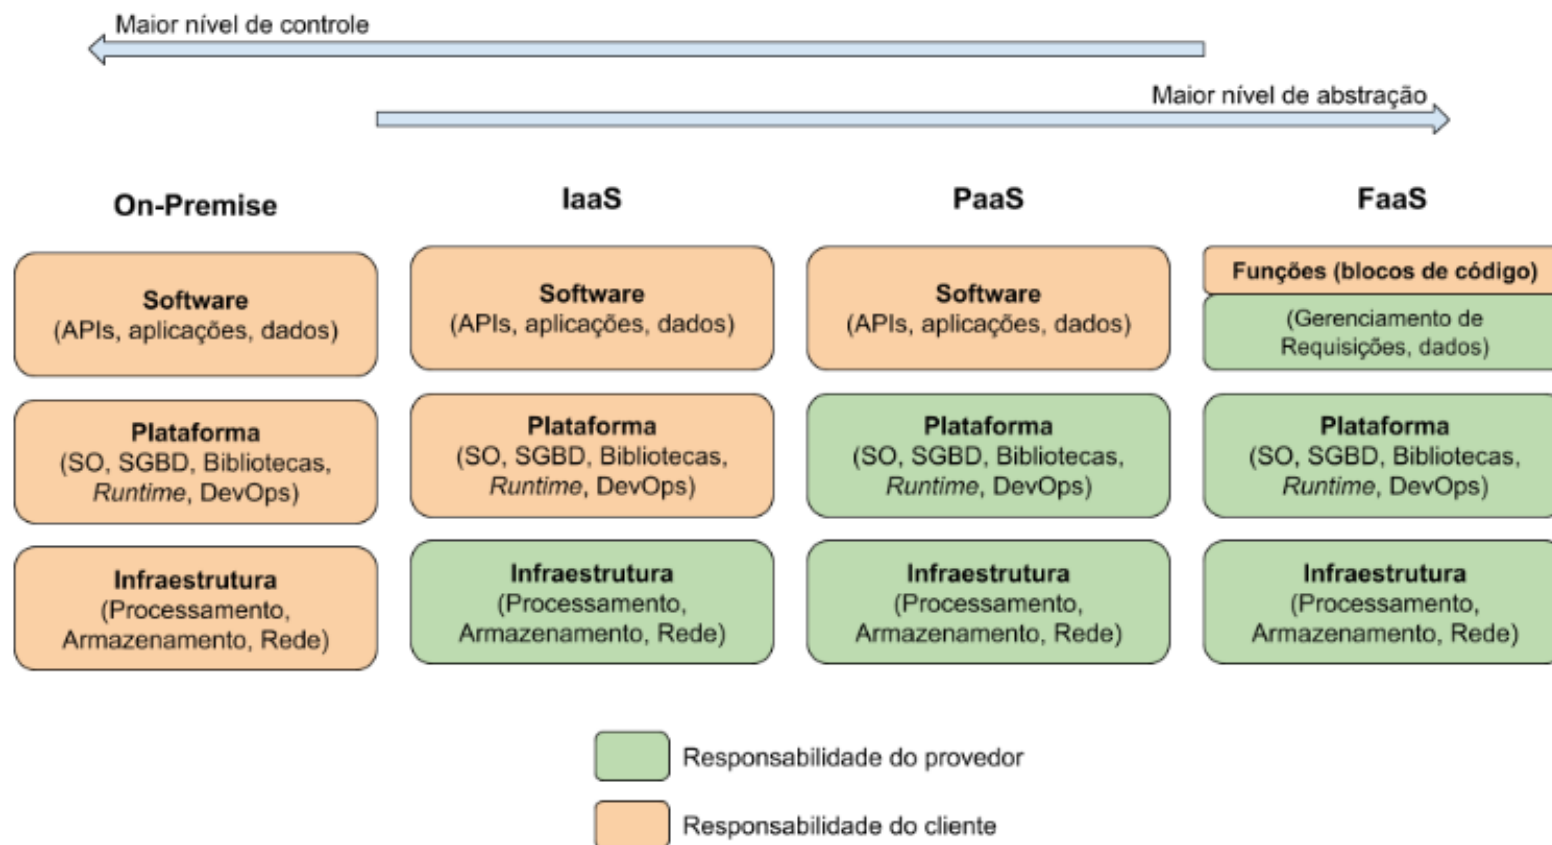 Maior nível de controle
Maior nível de abstração
On-Premise
IaaS
PaaS
FaaS
Software
(APIs, aplicações, dados)
Software
(APIs, aplicações, dados)
Software
(APIs, aplicações, dados)
Funções (blocos de código)
(Gerenciamento de
Requisições, dados)
Plataforma
(SO, SGBD, Bibliotecas,
Runtime, DevOps)
Plataforma
(SO, SGBD, Bibliotecas,
Runtime, DevOps)
Plataforma
(SO, SGBD, Bibliotecas,
Runtime, DevOps)
Plataforma
(SO, SGBD, Bibliotecas,
Runtime, DevOps)
Infraestrutura
(Processamento,
Armazenamento, Rede)
Infraestrutura
(Processamento,
Armazenamento, Rede)
Infraestrutura
(Processamento,
Armazenamento, Rede)
Infraestrutura
(Processamento,
Armazenamento, Rede)
Responsabilidade do provedor
Responsabilidade do cliente